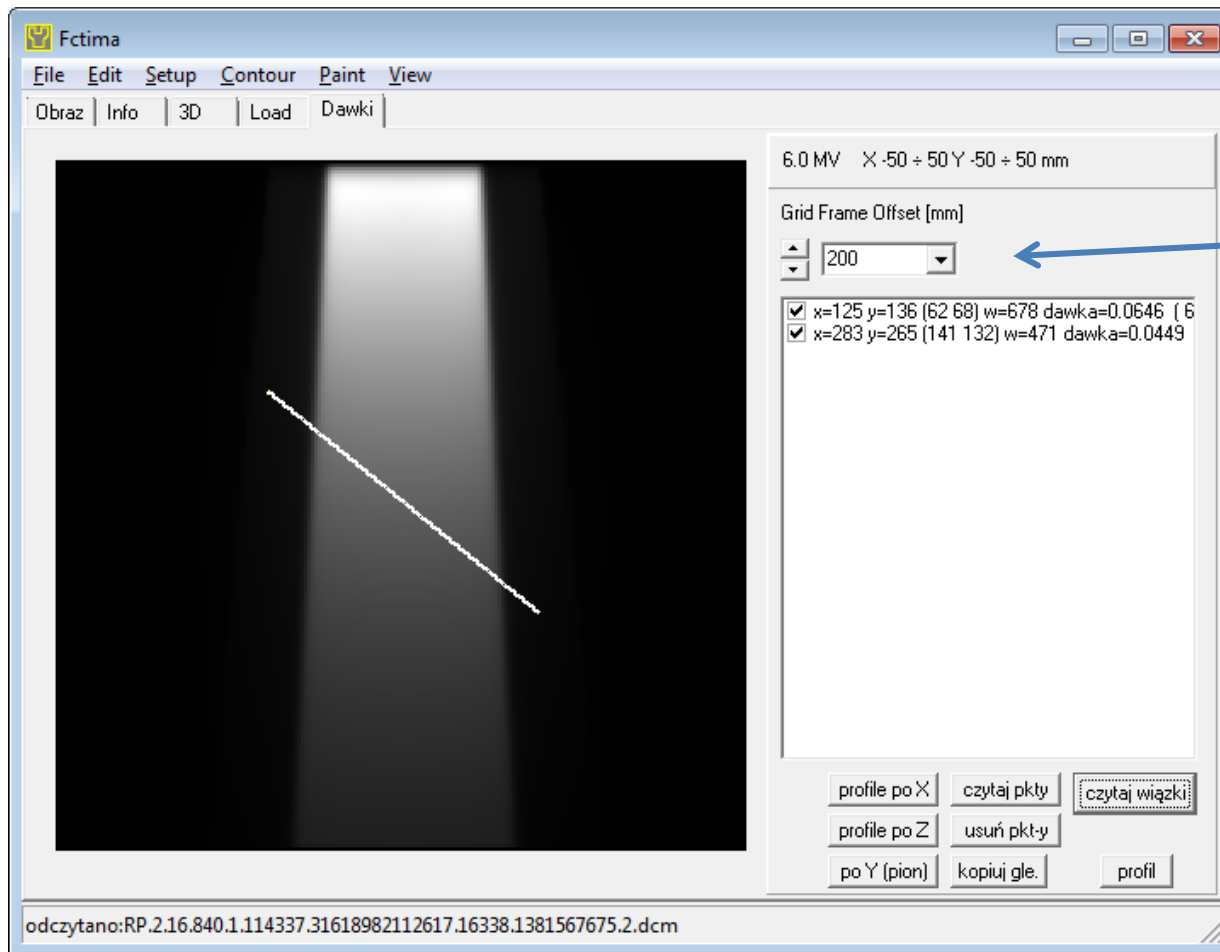 Fctima
File Edit Setup Contour Paint View
Obraz Info 3D Load Dawki
6.0 MV X -50 ÷ 50 Y -50 ÷ 50 mm
Grid Frame Offset [mm]
200
x=125 y=136 (62 68) w=678 dawka=0.0646 ( 6
x=283 y=265 (141 132) w=471 dawka=0.0449
profile po X czytaj pkty czytaj wiązki
profile po Z usuń pkt-y
po Y (pion) kopiuj gle. profil
odczytano:RP.2.16.840.1.114337.31618982112617.16338.1381567675.2.dcm